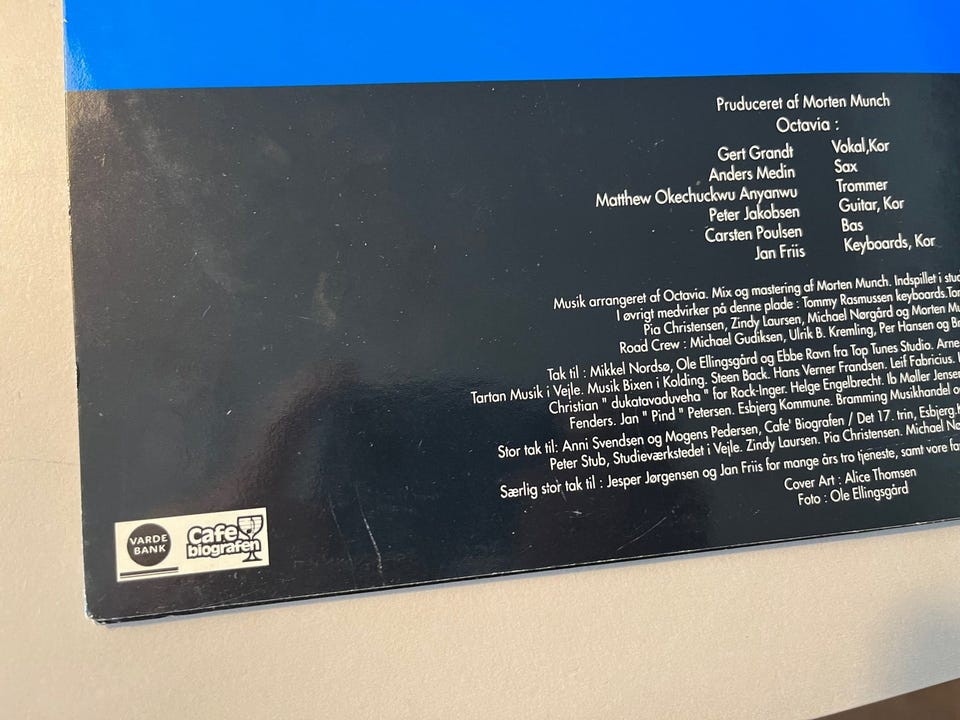 Pruduceret af Morten Munch
Octavia :
Gert Grandt Vokal,Kor
Anders Medin Sax
Matthew Okechuckwu Anyanwu Trommer
Peter Jakobsen Guitar, Kor
Carsten Poulsen Bas
Jan Friis Keyboards, Kor
Musik arrangeret af Octavia. Mix og mastering af Morten Munch. Indspillet i
I øvrigt medvirker på denne plade : Tommy Rasmussen keyboards.
Pia Christensen, Zindy Laursen, Michael Nørgård og Morten
Road Crew : Michael Gudiksen, Ulrik B. Kremling, Per Hansen og
Tak til : Mikkel Nordsø, Ole Ellingsgård og Ebbe Ravn fra Top Tunes Studio.
Tartan Musik i Vejle. Musik Bixen i Kolding. Steen Back. Hans Verner Frandsen. Leif Fabricius.
Christian " dukatavaduveha " for Rock-Inger. Helge Engelbrecht. Ib Møller
Fenders. Jan " Pind " Petersen. Esbjerg Kommune. Bramming Musikhandel
Stor tak til: Anni Svendsen og Mogens Pedersen, Cafe' Biografen / Det 17. trin, Esbjerg.
Peter Stub, Studieværkstedet i Vejle. Zindy Laursen. Pia Christensen. Michael
Særlig stor tak til : Jesper Jørgensen og Jan Friis for mange års tro tjeneste, samt vore
Cover Art : Alice Thomsen
Foto : Ole Ellingsgård
VARDE BANK
Cafe biografen